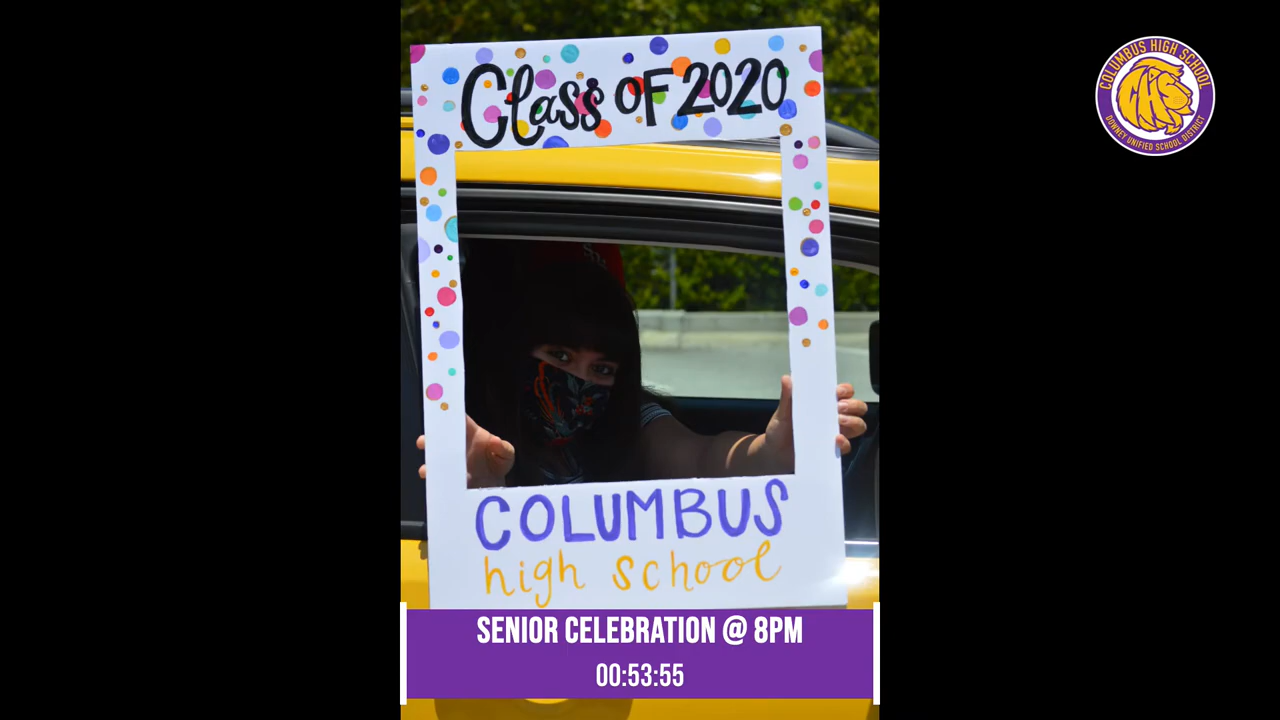 Class of 2020
COLUMBUS
high school
SENIOR CELEBRATION @ 8PM
00:53:55
COLUMBUS HIGH SCHOOL
CHS
DOWNEY UNIFIED SCHOOL DISTRICT